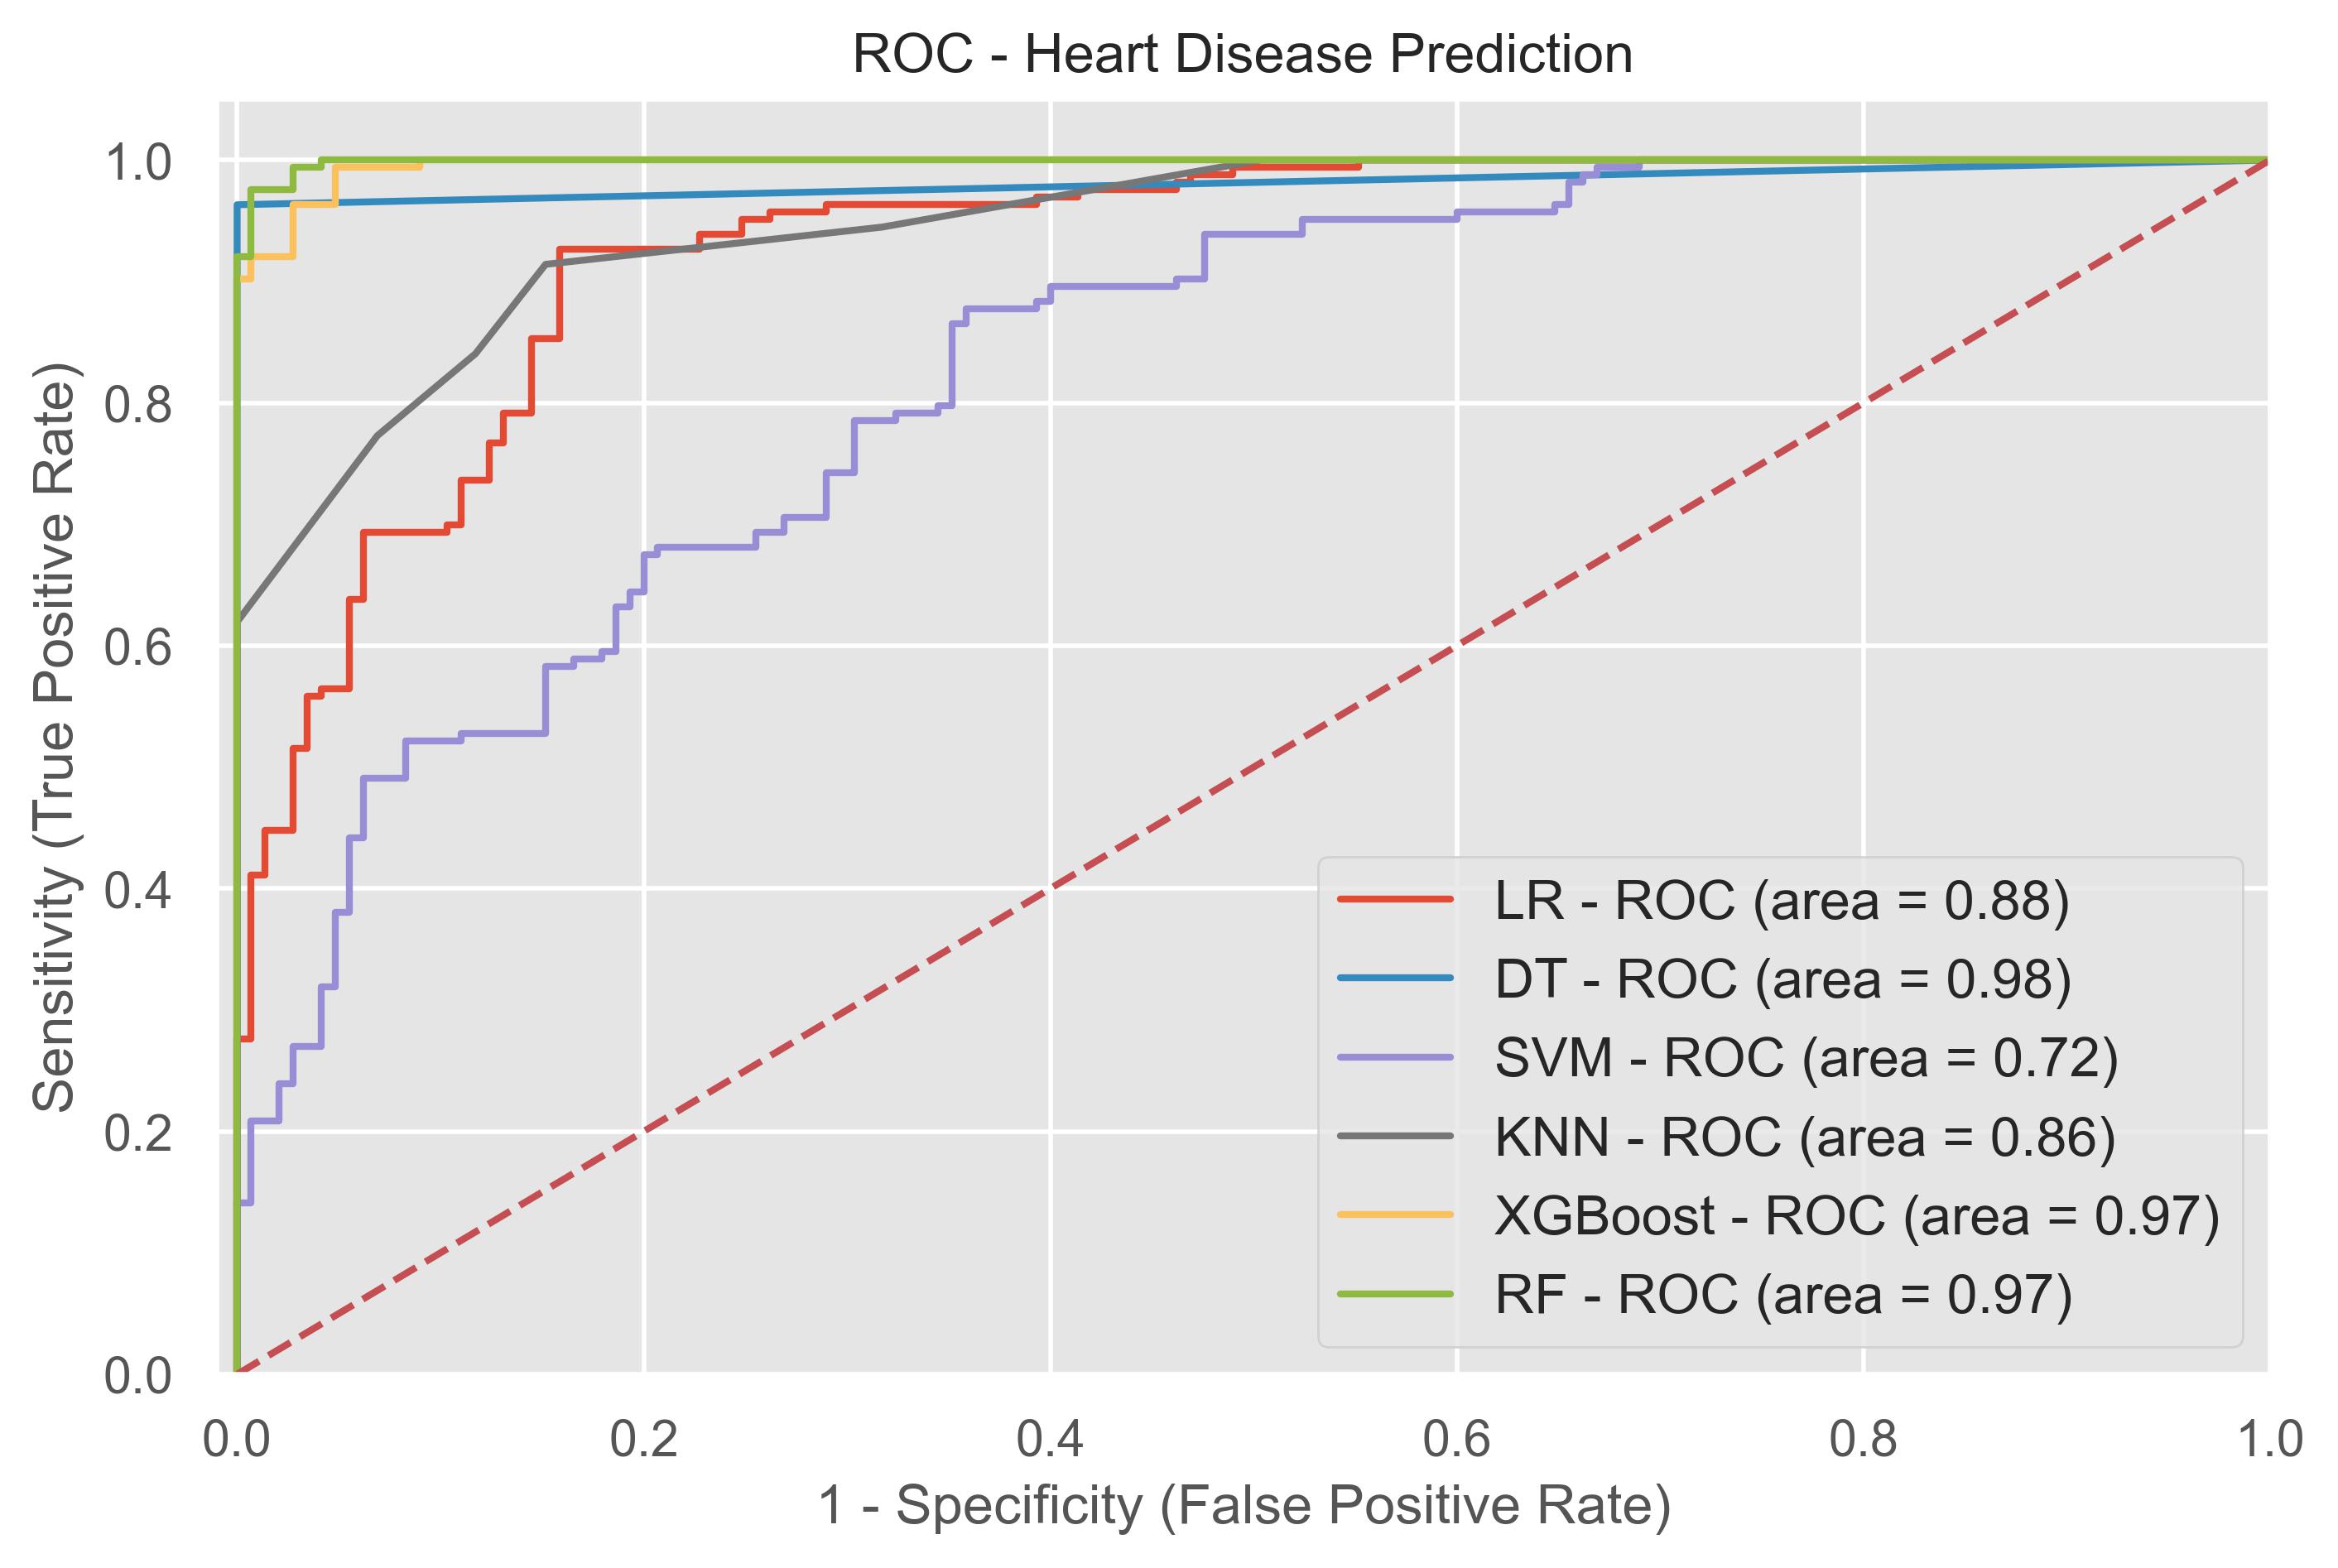 ROC - Heart Disease Prediction
Sensitivity (True Positive Rate)
1.0
0.8
0.6
0.4
0.2
0.0
LR - ROC (area = 0.88)
DT - ROC (area = 0.98)
SVM - ROC (area = 0.72)
KNN - ROC (area = 0.86)
XGBoost - ROC (area = 0.97)
RF - ROC (area = 0.97)
0.0 0.2 0.4 0.6 0.8 1.0
1 - Specificity (False Positive Rate)